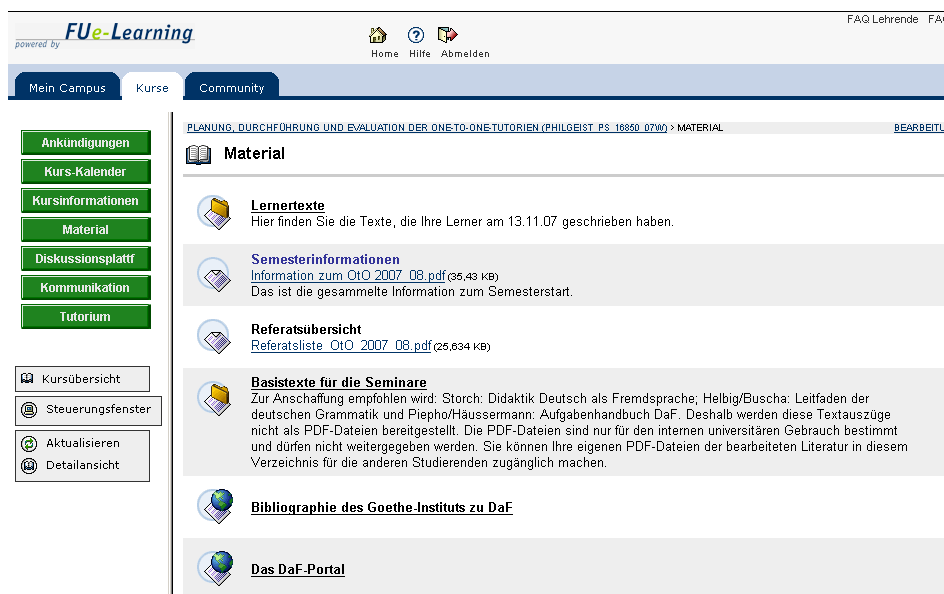 FAQ Lehrende FA
FUe-Learning
powered by
Home Hilfe Abmelden
Mein Campus Kurse Community
PLANUNG, DURCHFÜHRUNG UND EVALUATION DER ONE-TO-ONE-TUTORIEN (PHILGEIST_PS_16850_07W) > MATERIAL BEARBEITU
Ankündigungen
Kurs-Kalender
Kursinformationen
Material
Diskussionsplattf
Kommunikation
Tutorium
Kursübersicht
Steuerungsfenster
Aktualisieren
Detailansicht
Material
Lernertexte
Hier finden Sie die Texte, die Ihre Lerner am 13.11.07 geschrieben haben.
Semesterinformationen
Information zum OtO 2007_08.pdf (35,43 KB)
Das ist die gesammelte Information zum Semesterstart.
Referatsübersicht
Referatsliste_OtO_2007_08.pdf (25,634 KB)
Basistexte für die Seminare
Zur Anschaffung empfohlen wird: Storch: Didaktik Deutsch als Fremdsprache; Helbig/Buscha: Leitfaden der
deutschen Grammatik und Piepho/Häussermann: Aufgabenhandbuch DaF. Deshalb werden diese Textauszüge
nicht als PDF-Dateien bereitgestellt. Die PDF-Dateien sind nur für den internen universitären Gebrauch bestimmt
und dürfen nicht weitergegeben werden. Sie können Ihre eigenen PDF-Dateien der bearbeiteten Literatur in diesem
Verzeichnis für die anderen Studierenden zugänglich machen.
Bibliographie des Goethe-Instituts zu DaF
Das DaF-Portal